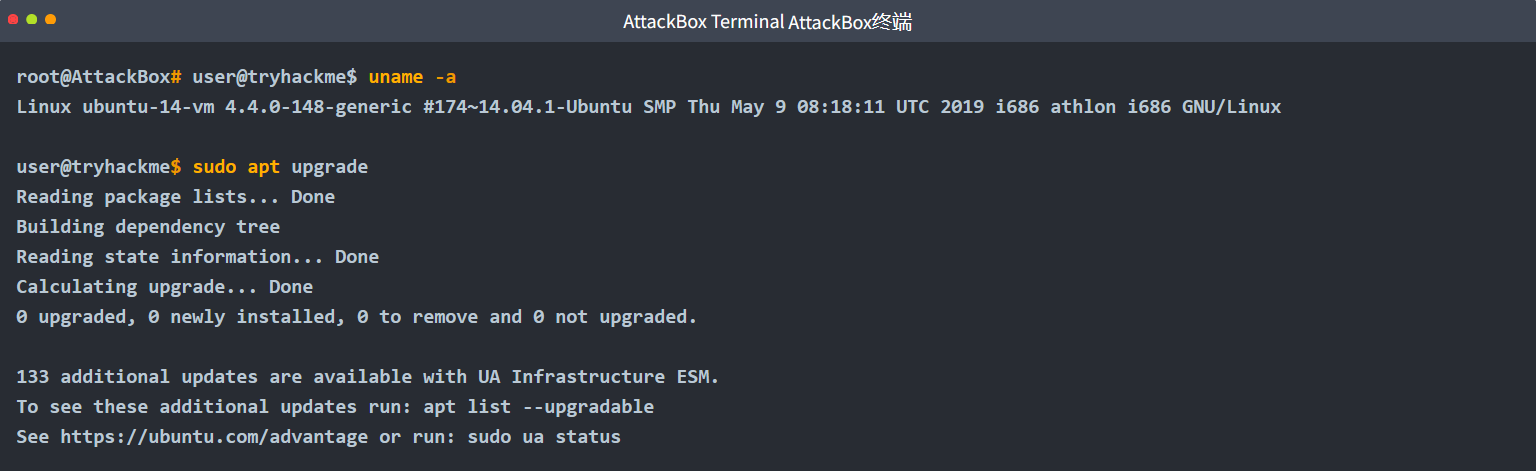 AttackBox Terminal AttackBox终端
root@AttackBox# user@tryhackme$ uname -a
Linux ubuntu-14-vm 4.4.0-148-generic #174~14.04.1-Ubuntu SMP Thu May 9 08:18:11 UTC 2019 i686 athlon i686 GNU/Linux
user@tryhackme$ sudo apt upgrade
Reading package lists... Done
Building dependency tree
Reading state information... Done
Calculating upgrade... Done
0 upgraded, 0 newly installed, 0 to remove and 0 not upgraded.
133 additional updates are available with UA Infrastructure ESM.
To see these additional updates run: apt list --upgradable
See https://ubuntu.com/advantage or run: sudo ua status